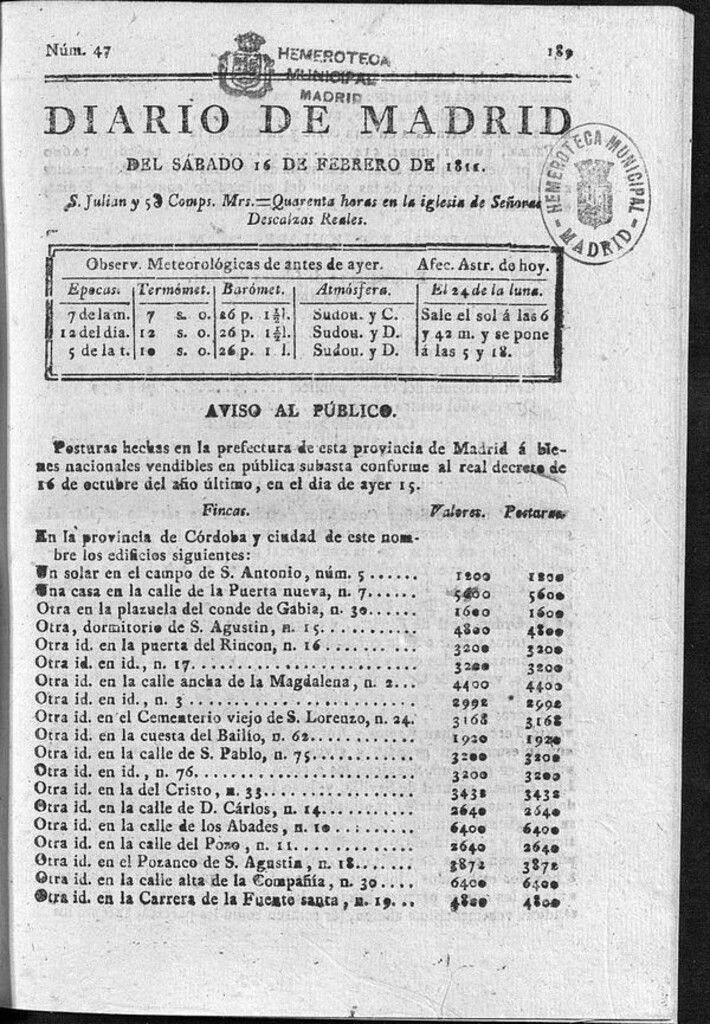 Núm. 47 189
HEMEROTECA
MUNICIPAL
MADRID
DIARIO DE MADRID
DEL SÁBADO 16 DE FEBRERO DE 1811.
HEMEROTECA MUNICIPAL
MADRID
S. Julian y 5 Comps. Mrs.=Quarenta horas en la iglesia de Señoras
Descalzas Reales.
Observ. Meteorológicas de antes de ayer. Afec. Astr. de hoy.
Epocas. Termómet. Barómet. Atmósfera. El 24 de la luna.
7 de la m. 7 s. o. 26 p. 1½l. Sudou. y C. Sale el sol á las 6
12 del dia. 12 s. o. 26 p. 1½l. Sudou. y D. y 42 m. y se pone
5 de la t. 10 s. o. 26 p. 1 l. Sudou. y D. á las 5 y 18.
AVISO AL PÚBLICO.
Posturas hechas en la prefectura de esta provincia de Madrid á bie-
nes nacionales vendibles en pública subasta conforme al real decreto de
16 de octubre del año último, en el dia de ayer 15.
Fincas. Valores. Posturas.
En la provincia de Córdoba y ciudad de este nom-
bre los edificios siguientes:
Un solar en el campo de S. Antonio, núm. 5 ...... 1200 1200
Una casa en la calle de la Puerta nueva, n. 7...... 5600
Otra en la plazuela del conde de Gabia, n. 30...... 1600 1600
Otra, dormitorio de S. Agustin, n. 15........... 4800 4800
Otra id. en la puerta del Rincon, n. 16 .......... 3200 3200
Otra id. en id., n. 17........................ 3200 3200
Otra id. en la calle ancha de la Magdalena, n. 2... 4400 4400
Otra id. en id., n. 3 ........................ 2992 2992
Otra id. en el Cementerio viejo de S. Lorenzo, n. 24. 3168 3168
Otra id. en la cuesta del Bailío, n. 62............ 1920 1920
Otra id. en la calle de S. Pablo, n. 75............ 3200 3200
Otra id. en id., n. 76........................ 3200 3200
Otra id. en la del Cristo, n. 33................. 3432 3432
Otra id. en la calle de D. Cárlos, n. 14........... 2640 2640
Otra id. en la calle de los Abades, n. 10.......... 6400 6400
Otra id. en la calle del Pozo, n. 11.............. 2640 2640
Otra id. en el Pozanco de S. Agustin, n. 18....... 3872 3872
Otra id. en la calle alta de la Compañía, n. 30.... 6400 6400
Otra id. en la Carrera de la Fuente santa, n. 19. .. 4800 4800